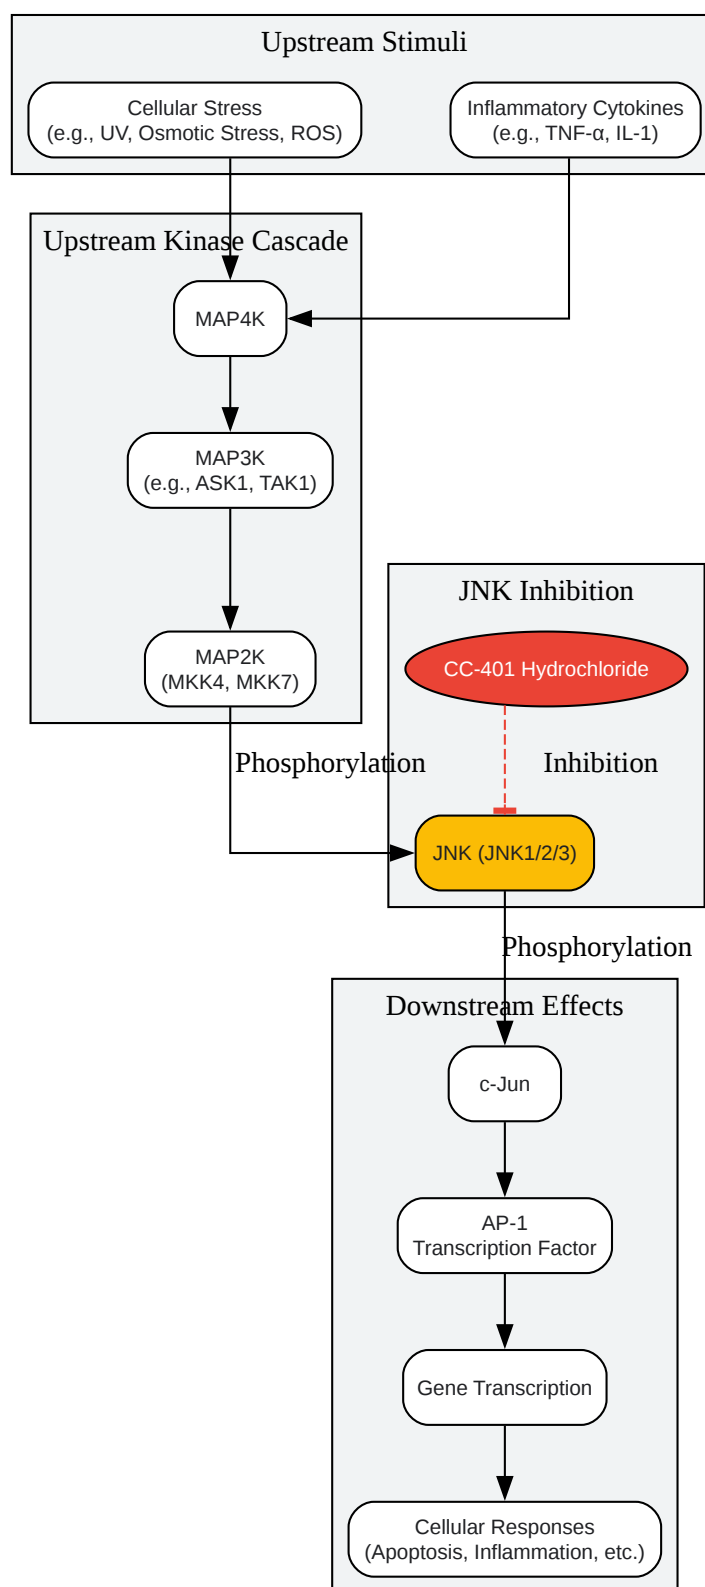 Upstream Stimuli
Cellular Stress
(e.g., UV, Osmotic Stress, ROS)
Inflammatory Cytokines
(e.g., TNF-α, IL-1)
Upstream Kinase Cascade
MAP4K
MAP3K
(e.g., ASK1, TAK1)
MAP2K
(MKK4, MKK7)
JNK Inhibition
CC-401 Hydrochloride
Phosphorylation
Inhibition
JNK (JNK1/2/3)
Phosphorylation
Downstream Effects
c-Jun
AP-1
Transcription Factor
Gene Transcription
Cellular Responses
(Apoptosis, Inflammation, etc.)